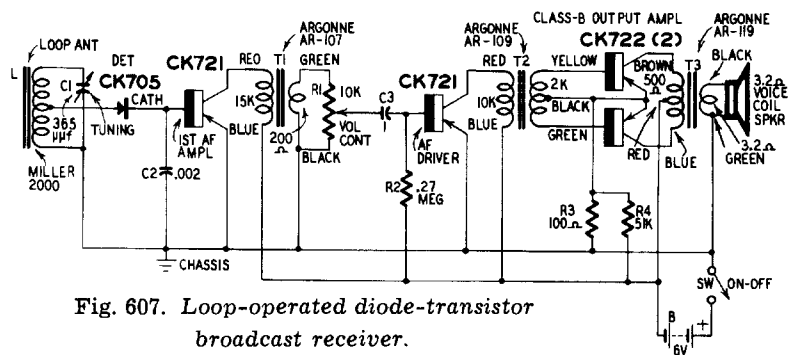 CLASS-B OUTPUT AMPL
CK722 (2)
ARGONNE
AR-119
ARGONNE
AR-107
ARGONNE
AR-109
LOOP ANT
DET
CK705
CATH
CK721
REO
T1
GREEN
10K
R1
15K
BLUE
200
Ω
VOL
CONT
BLACK
L
C1
365
μμf
TUNING
MILLER
2000
1ST AF
AMPL
C2
.002
CHASSIS
C3
1
CK721
RED
T2
10K
BLUE
AF
DRIVER
R2
.27
MEG
YELLOW
2K
BLACK
GREEN
BROWN
500
Ω
T3
BLACK
3.2Ω
VOICE
COIL
SPKR
3.2Ω
GREEN
RED
BLUE
R3
100Ω
R4
51K
SW
ON-OFF
B
+
6V
Fig. 607. Loop-operated diode-transistor
broadcast receiver.